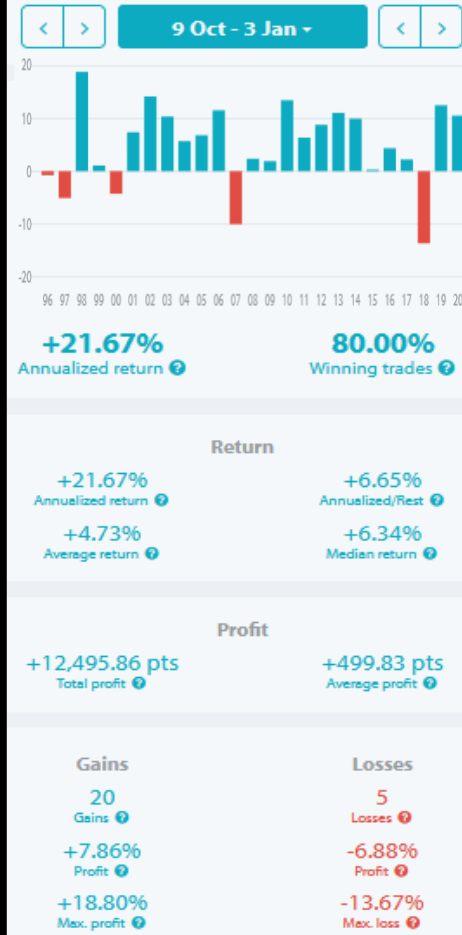 9 Oct - 3 Jan
20
10
0
-10
-20
96 97 98 99 00 01 02 03 04 05 06 07 08 09 10 11 12 13 14 15 16 17 18 19 20
+21.67% 80.00%
Annualized return ? Winning trades ?
Return
+21.67% +6.65%
Annualized return ? Annualized/Rest ?
+4.73% +6.34%
Average return ? Median return ?
Profit
+12,495.86 pts +499.83 pts
Total profit ? Average profit ?
Gains Losses
20 5
Gains ? Losses ?
+7.86% -6.88%
Profit ? Profit ?
+18.80% -13.67%
Max. profit ? Max. loss ?